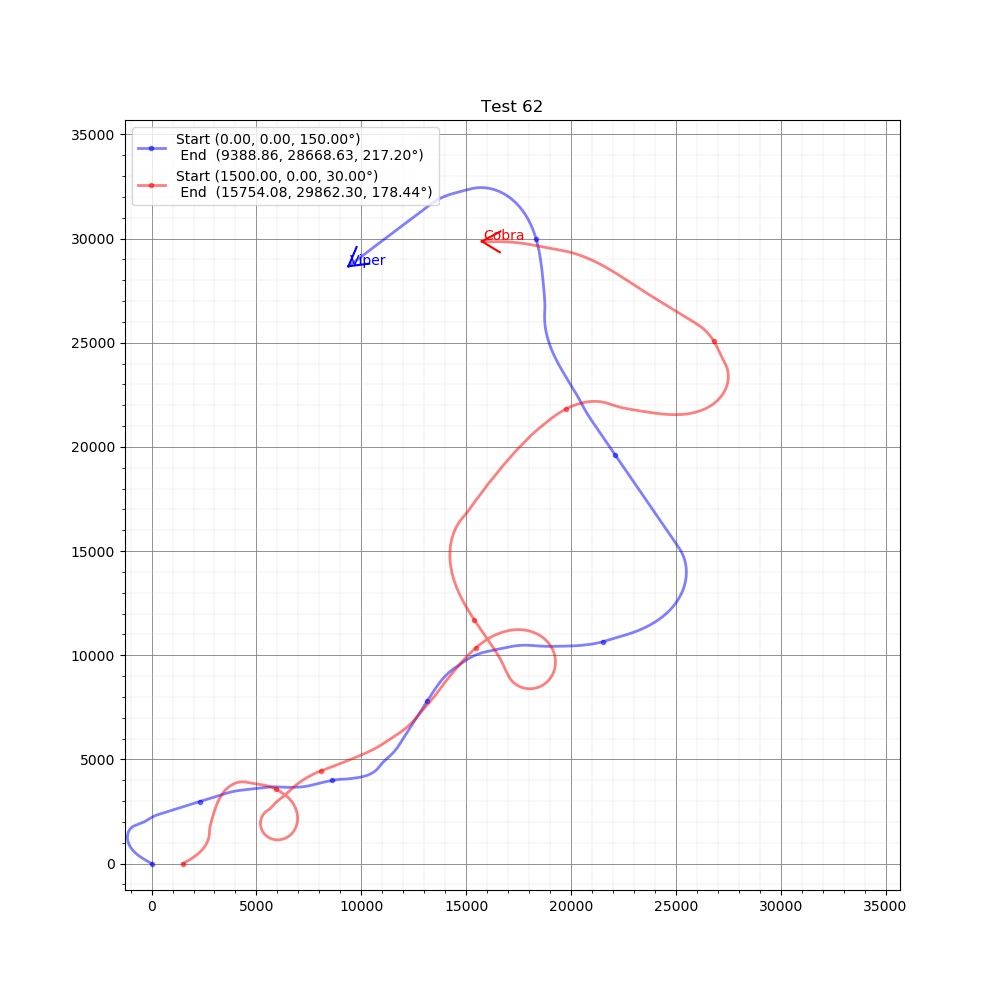 Test 62
Start (0.00, 0.00, 150.00°)
End (9388.86, 28668.63, 217.20°)
Start (1500.00, 0.00, 30.00°)
End (15754.08, 29862.30, 178.44°)
Cobra
Viper
35000
30000
25000
20000
15000
10000
5000
0
0 5000 10000 15000 20000 25000 30000 35000